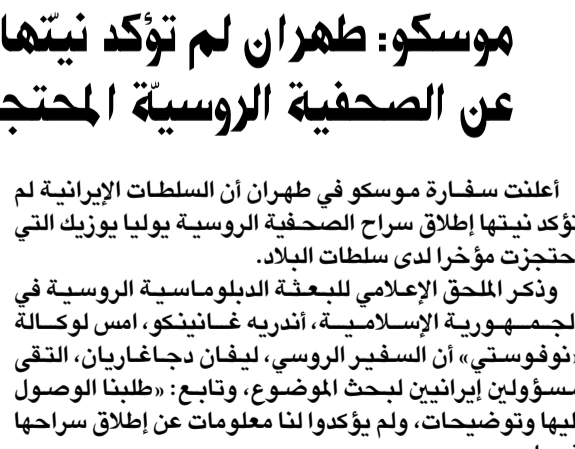 موسكو: طهران لم تؤكد نيّتها
عن الصحفية الروسيّة المحتج
أعلنت سفارة موسكو في طهران أن السلطات الإيرانية لم
تؤكد نيتها إطلاق سراح الصحفية الروسية يوليا يوزيك التي
احتجزت مؤخرا لدى سلطات البلاد.
وذكر الملحق الإعلامي للبعثة الدبلوماسية الروسية في
الجمهورية الإسلامية، أندريه غانينكو، امس لوكالة
«نوفوستي» أن السفير الروسي، ليفان دجاغاريان، التقى
مسؤولين إيرانيين لبحث الموضوع، وتابع: «طلبنا الوصول
إليها وتوضيحات، ولم يؤكدوا لنا معلومات عن إطلاق سراحها